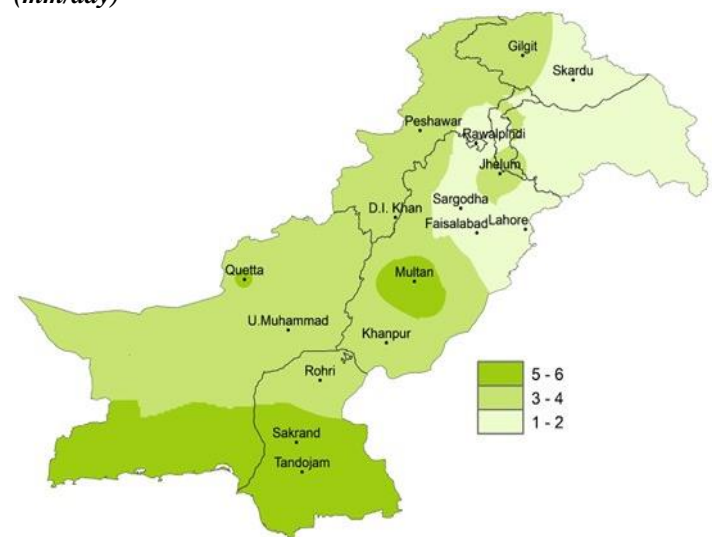 (mm/day)
Gilgit
Skardu
Peshawar
Rawalpindi
Jhelum
D.I. Khan
Sargodha
Faisalabad
Lahore
Quetta
Multan
U.Muhammad
Khanpur
Rohri
5 - 6
3 - 4
1 - 2
Sakrand
Tandojam